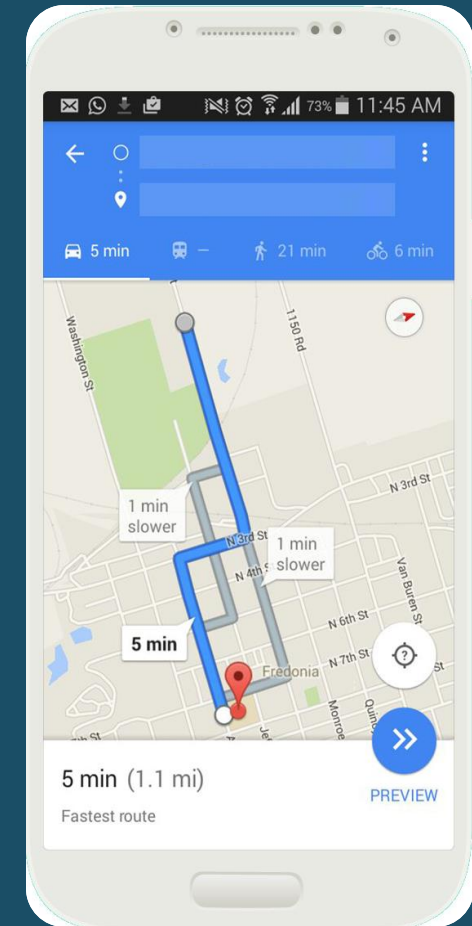 73% 11:45 AM
5 min
–
21 min
6 min
Washington St
1150 Rd
N 3rd St
1 min
slower
N 3rd St
1 min
slower
N 4th
Van Buren St
N 6th St
5 min
Fredonia
N 7th St
St
Monroe
Quinc
5 min (1.1 mi)
Fastest route
PREVIEW